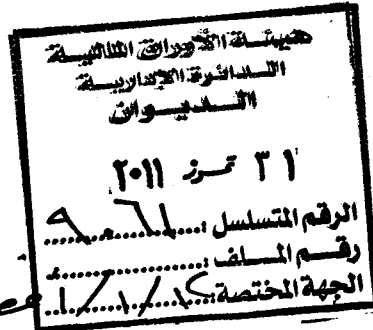 هيئة الأوراق المالية
الدائرة الإدارية
الديوان
٣١ تموز ٢٠١١
الرقم المتسلسل :
رقم الملف :
الجهة المختصة :